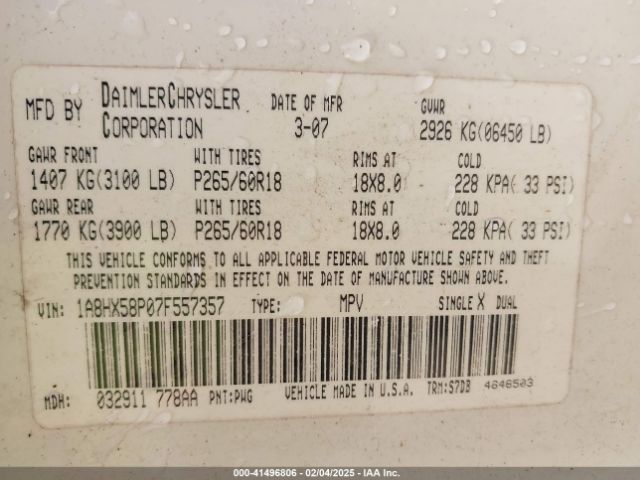 MFD BY DAIMLERCHRYSLER CORPORATION DATE OF MFR 3-07 GVWR 2926 KG(06450 LB)
GAWR FRONT WITH TIRES RIMS AT COLD
1407 KG(3100 LB) P265/60R18 18X8.0 228 KPA( 33 PSI)
GAWR REAR WITH TIRES RIMS AT COLD
1770 KG(3900 LB) P265/60R18 18X8.0 228 KPA( 33 PSI)
THIS VEHICLE CONFORMS TO ALL APPLICABLE FEDERAL MOTOR VEHICLE SAFETY AND THEFT
PREVENTION STANDARDS IN EFFECT ON THE DATE OF MANUFACTURE SHOWN ABOVE.
VIN: 1A8HX58P07F557357 TYPE: MPV SINGLE X DUAL
MDH: 032911 778AA PNT:PWG VEHICLE MADE IN U.S.A. TRM:S7DB 4646503
000-41496806 - 02/04/2025 - IAA Inc.